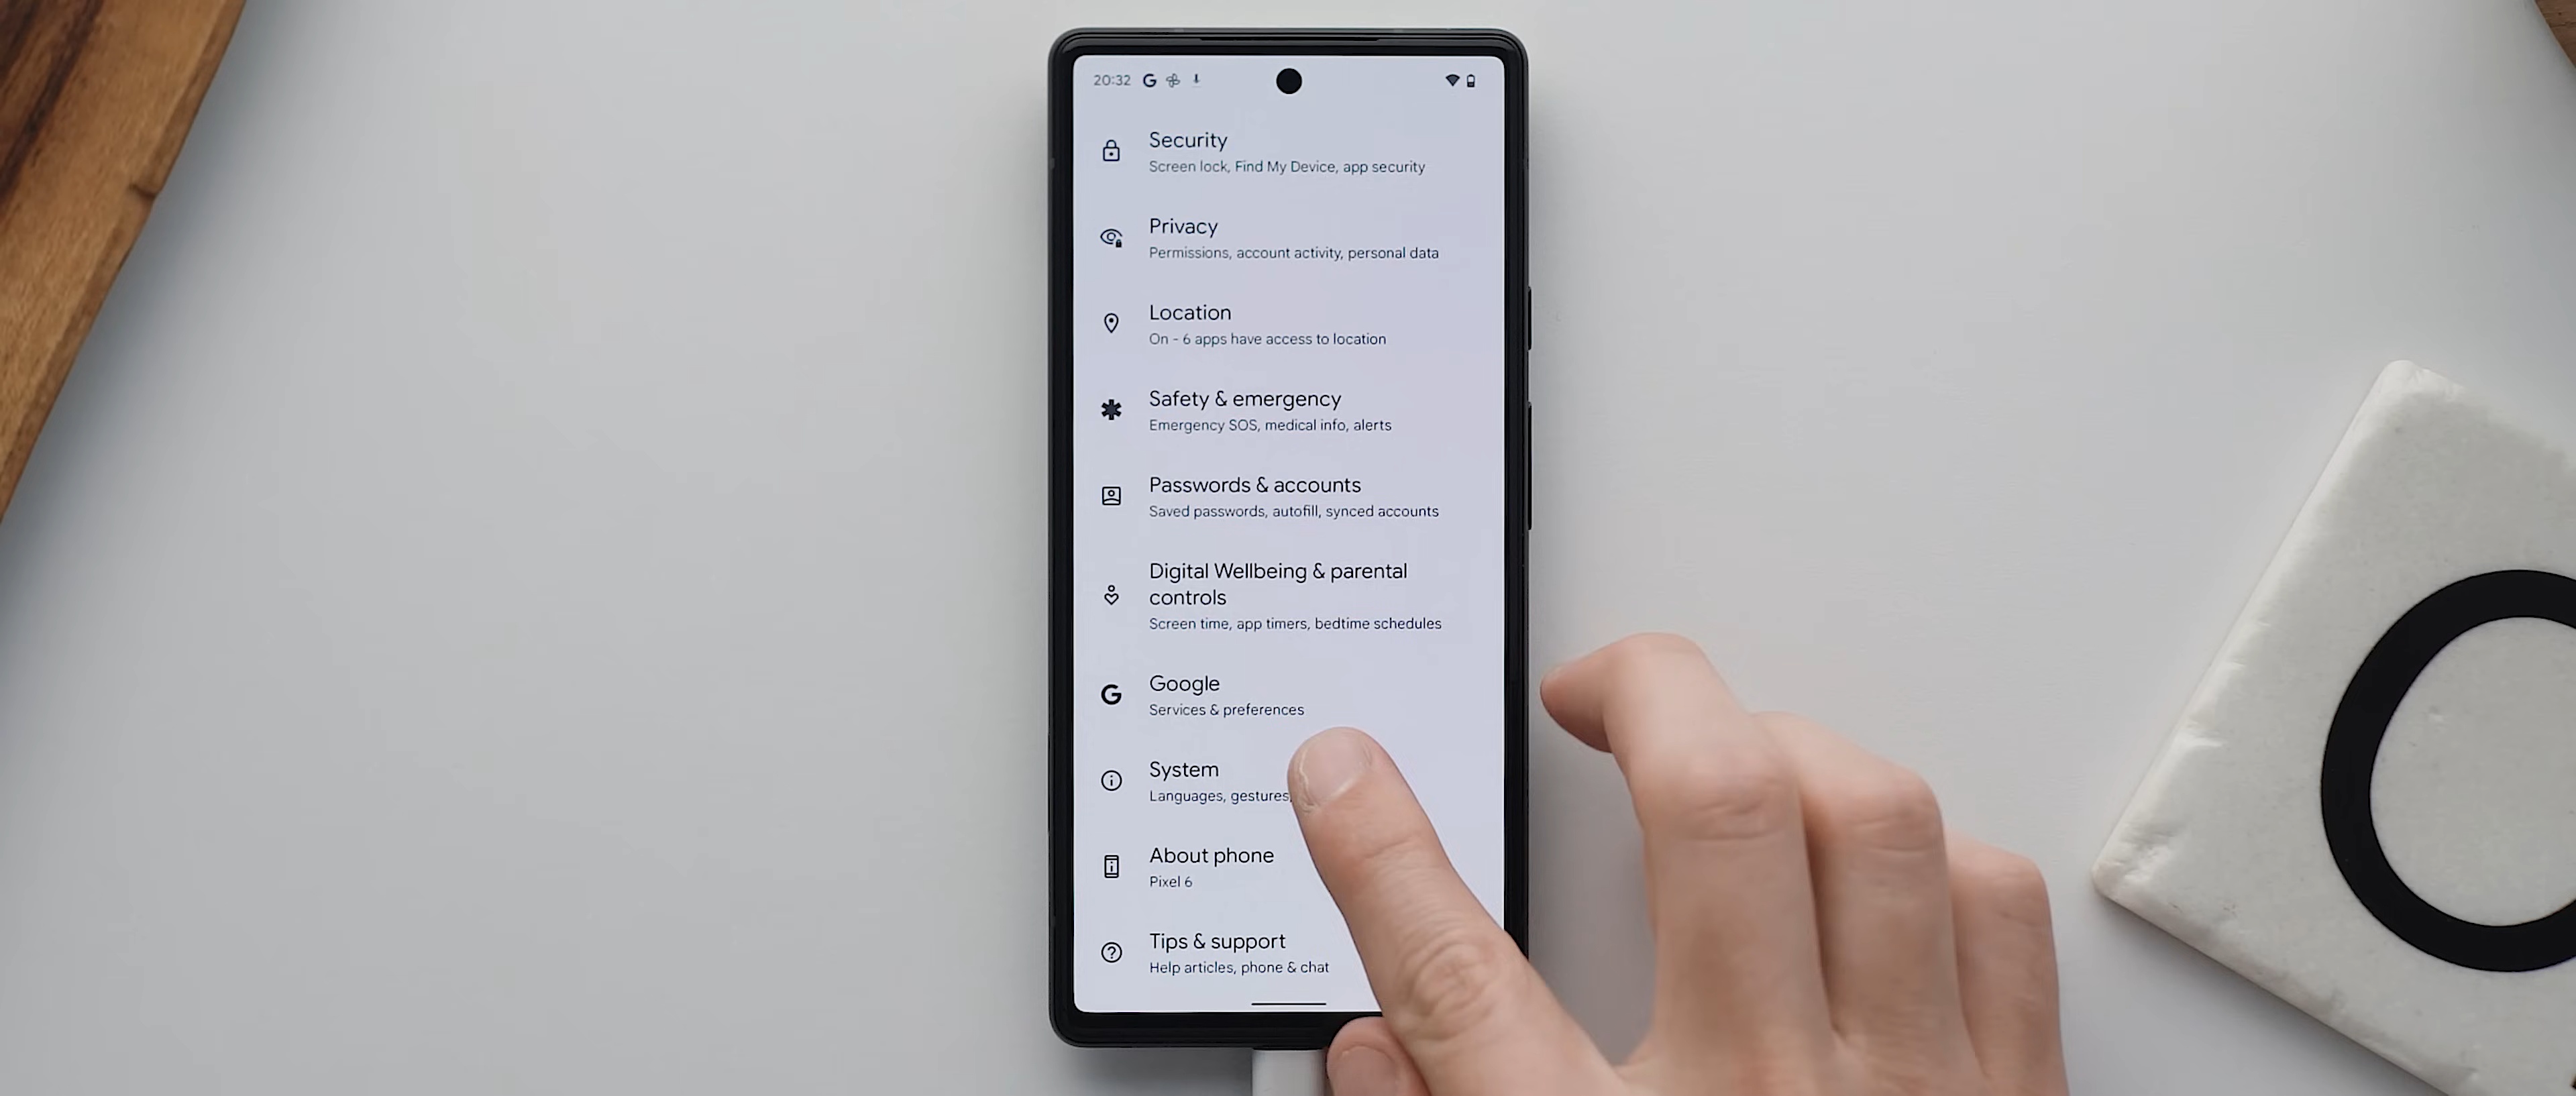 20:32
Security
Screen lock, Find My Device, app security
Privacy
Permissions, account activity, personal data
Location
On - 6 apps have access to location
Safety & emergency
Emergency SOS, medical info, alerts
Passwords & accounts
Saved passwords, autofill, synced accounts
Digital Wellbeing & parental
controls
Screen time, app timers, bedtime schedules
Google
Services & preferences
System
Languages, gestures,
About phone
Pixel 6
Tips & support
Help articles, phone & chat